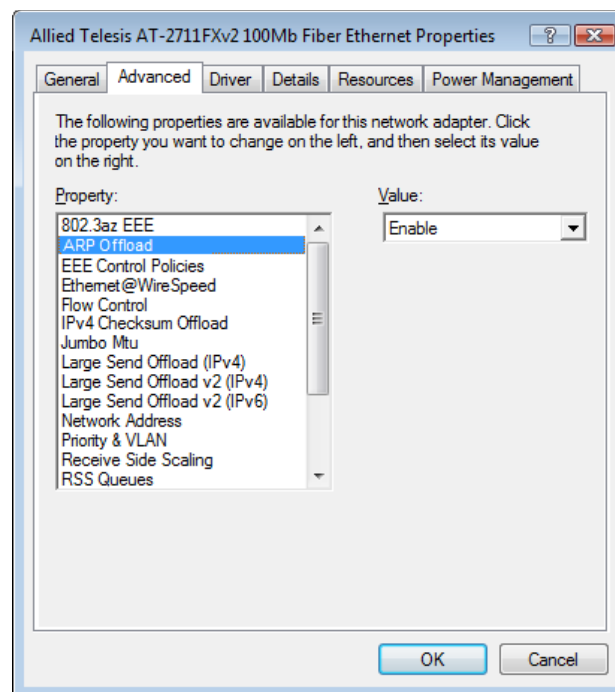 Allied Telesis AT-2711FXv2 100Mb Fiber Ethernet Properties
General Advanced Driver Details Resources Power Management
The following properties are available for this network adapter. Click
the property you want to change on the left, and then select its value
on the right.
Property:
802.3az EEE
ARP Offload
EEE Control Policies
Ethernet@WireSpeed
Flow Control
IPv4 Checksum Offload
Jumbo Mtu
Large Send Offload (IPv4)
Large Send Offload v2 (IPv4)
Large Send Offload v2 (IPv6)
Network Address
Priority & VLAN
Receive Side Scaling
RSS Queues
Value:
Enable
OK Cancel